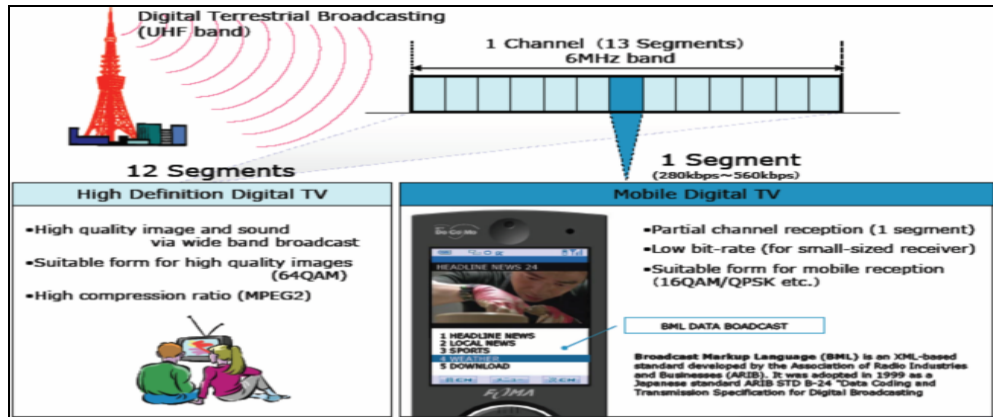 Digital Terrestrial Broadcasting
(UHF band)
1 Channel (13 Segments)
6MHz band
12 Segments
1 Segment
(280kbps~560kbps)
High Definition Digital TV
•High quality image and sound
via wide band broadcast
•Suitable form for high quality images
(64QAM)
•High compression ratio (MPEG2)
Mobile Digital TV
DoCoMo
HEADLINE NEWS 24
1 HEADLINE NEWS
2 LOCAL NEWS
3 SPORTS
4 WEATHER
5 DOWNLOAD
FOMA
•Partial channel reception (1 segment)
•Low bit-rate (for small-sized receiver)
•Suitable form for mobile reception
(16QAM/QPSK etc.)
BML DATA BOADCAST
Broadcast Markup Language (BML) is an XML-based
standard developed by the Association of Radio Industries
and Businesses (ARIB). It was adopted in 1999 as a
Japanese standard ARIB STD B-24 "Data Coding and
Transmission Specification for Digital Broadcasting